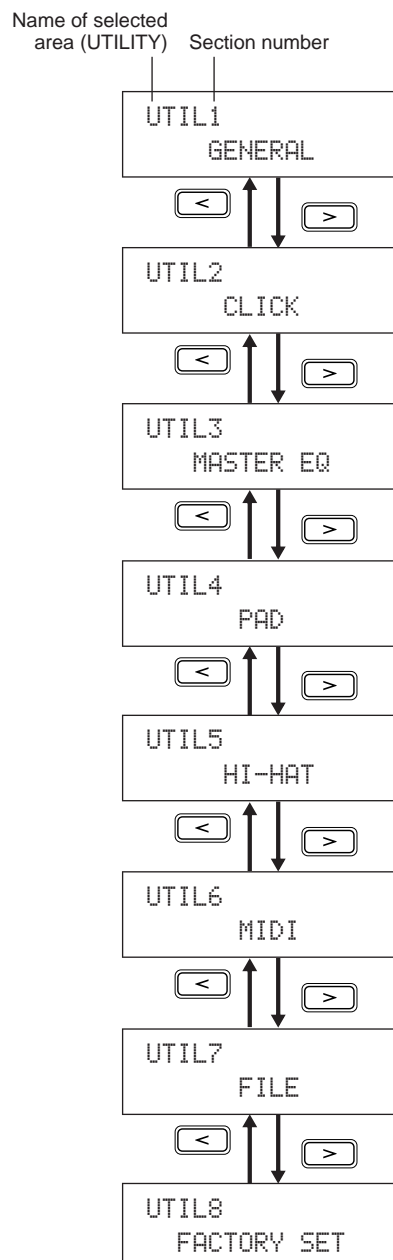 Name of selected
area (UTILITY) Section number
UTIL1
GENERAL
< >
UTIL2
CLICK
< >
UTIL3
MASTER EQ
< >
UTIL4
PAD
< >
UTIL5
HI-HAT
< >
UTIL6
MIDI
< >
UTIL7
FILE
< >
UTIL8
FACTORY SET